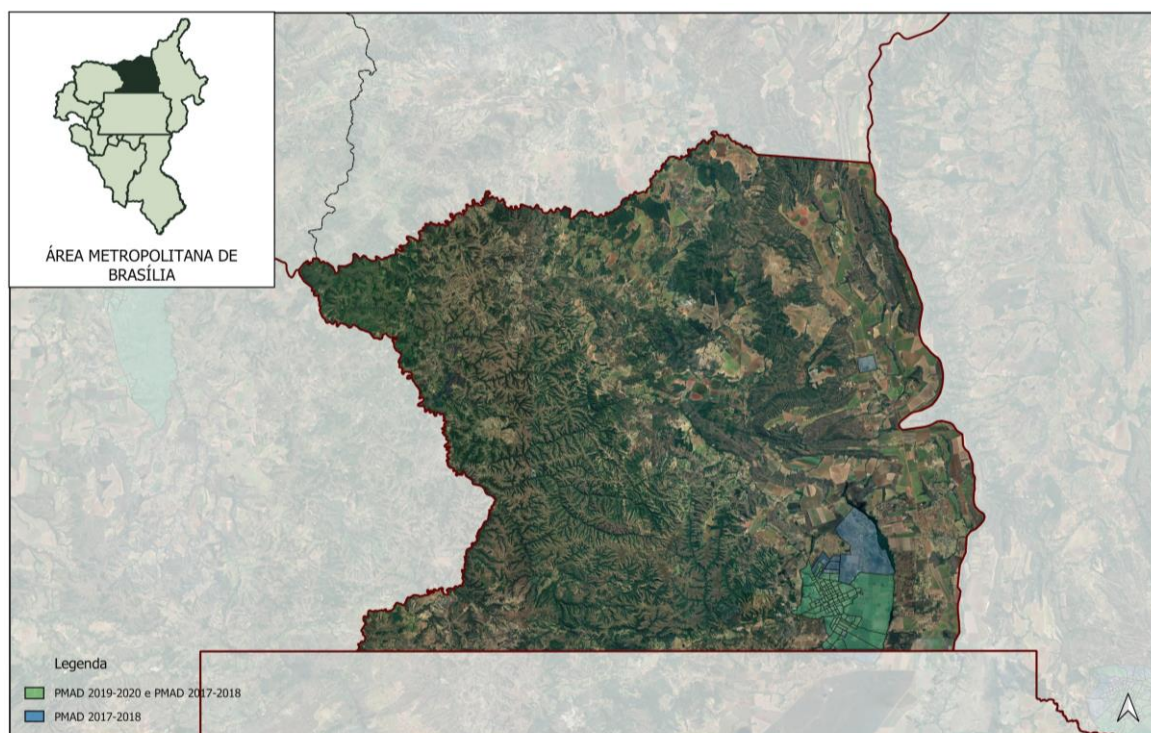 ÁREA METROPOLITANA DE
BRASÍLIA
Legenda
PMAD 2019-2020 e PMAD 2017-2018
PMAD 2017-2018